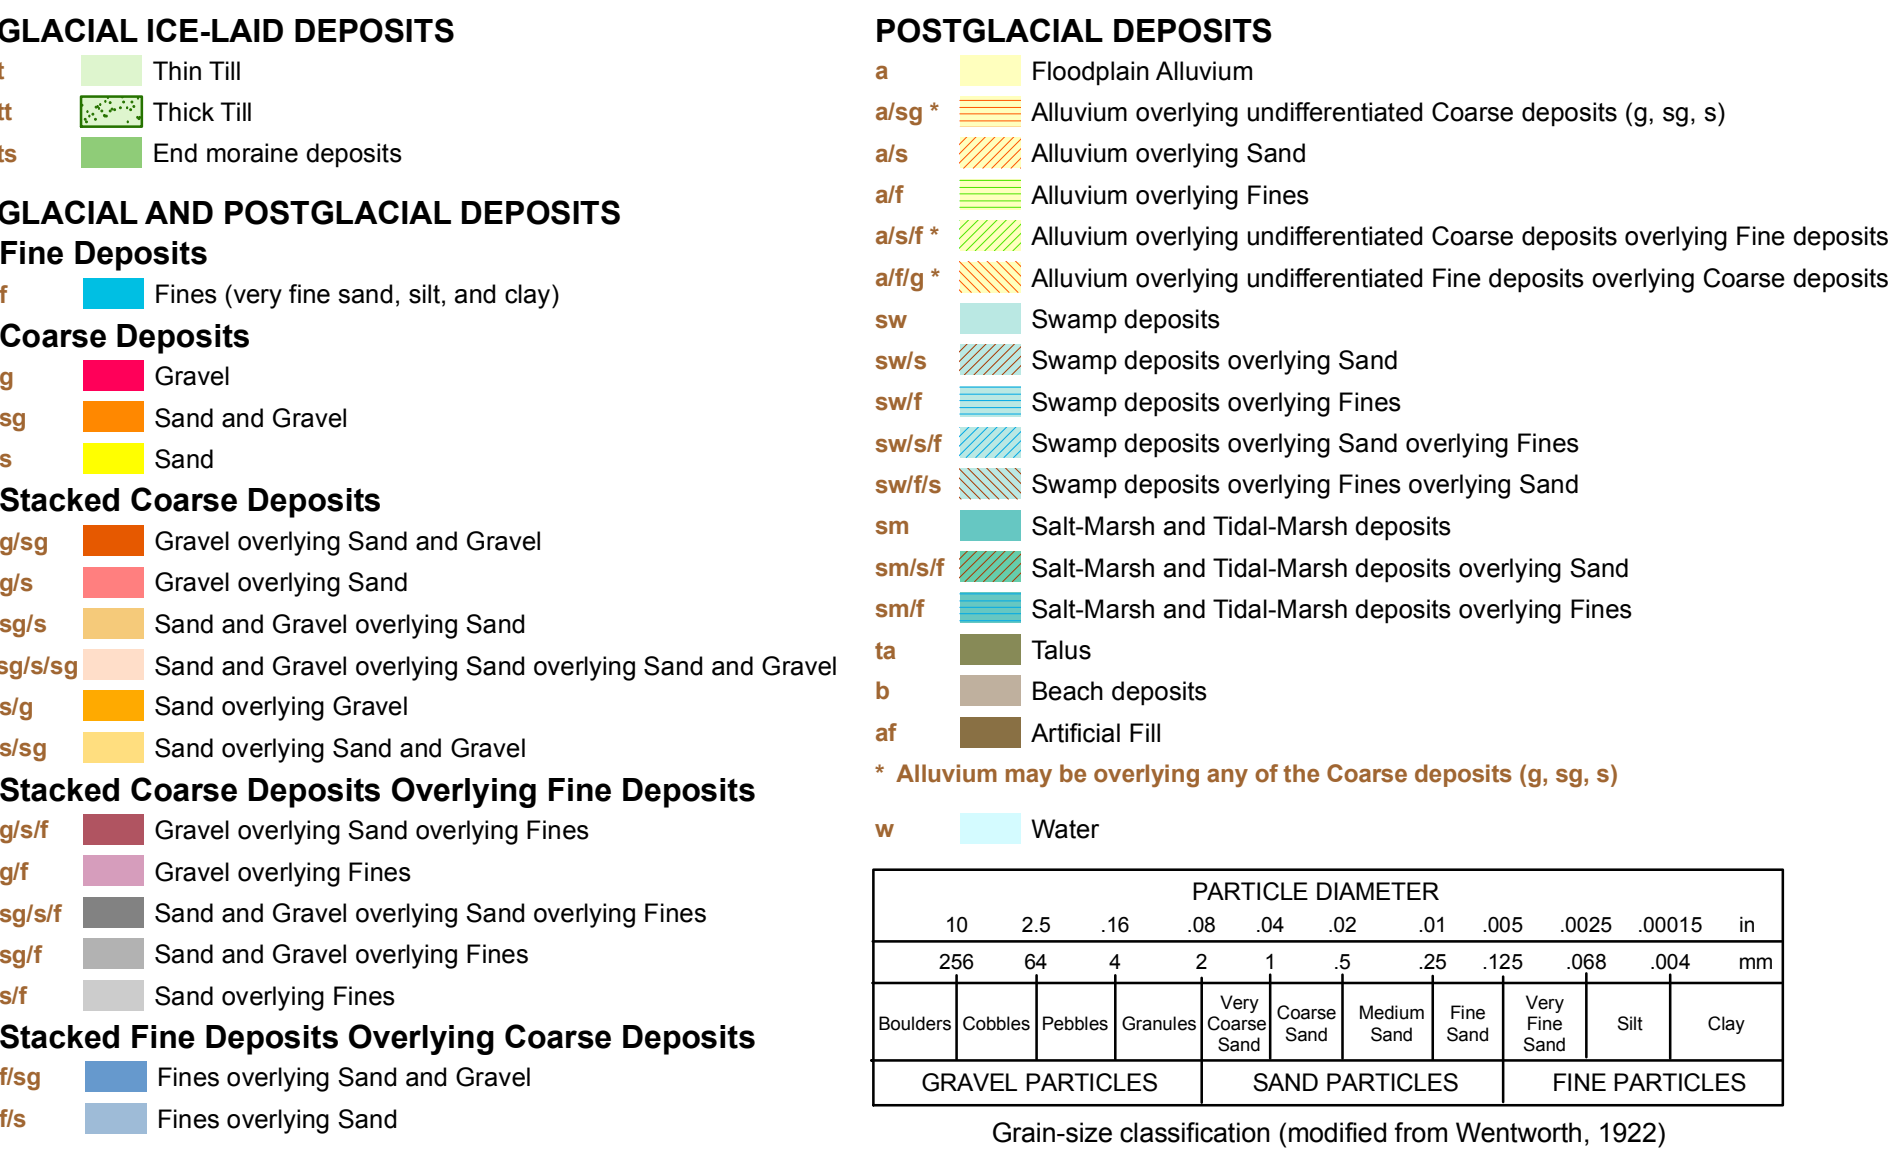 GLACIAL ICE-LAID DEPOSITS
t Thin Till
tt Thick Till
ts End moraine deposits
GLACIAL AND POSTGLACIAL DEPOSITS
Fine Deposits
f Fines (very fine sand, silt, and clay)
Coarse Deposits
g Gravel
sg Sand and Gravel
s Sand
Stacked Coarse Deposits
g/sg Gravel overlying Sand and Gravel
g/s Gravel overlying Sand
sg/s Sand and Gravel overlying Sand
sg/s/sg Sand and Gravel overlying Sand overlying Sand and Gravel
s/g Sand overlying Gravel
s/sg Sand overlying Sand and Gravel
Stacked Coarse Deposits Overlying Fine Deposits
g/s/f Gravel overlying Sand overlying Fines
g/f Gravel overlying Fines
sg/s/f Sand and Gravel overlying Sand overlying Fines
sg/f Sand and Gravel overlying Fines
s/f Sand overlying Fines
Stacked Fine Deposits Overlying Coarse Deposits
f/sg Fines overlying Sand and Gravel
f/s Fines overlying Sand
POSTGLACIAL DEPOSITS
a Floodplain Alluvium
a/sg * Alluvium overlying undifferentiated Coarse deposits (g, sg, s)
a/s Alluvium overlying Sand
a/f Alluvium overlying Fines
a/s/f * Alluvium overlying undifferentiated Coarse deposits overlying Fine deposits
a/f/g * Alluvium overlying undifferentiated Fine deposits overlying Coarse deposits
sw Swamp deposits
sw/s Swamp deposits overlying Sand
sw/f Swamp deposits overlying Fines
sw/s/f Swamp deposits overlying Sand overlying Fines
sw/f/s Swamp deposits overlying Fines overlying Sand
sm Salt-Marsh and Tidal-Marsh deposits
sm/s/f Salt-Marsh and Tidal-Marsh deposits overlying Sand
sm/f Salt-Marsh and Tidal-Marsh deposits overlying Fines
ta Talus
b Beach deposits
af Artificial Fill
* Alluvium may be overlying any of the Coarse deposits (g, sg, s)
w Water
PARTICLE DIAMETER
10 2.5 .16 .08 .04 .02 .01 .005 .0025 .00015 in
256 64 4 2 1 .5 .25 .125 .068 .004 mm
Boulders Cobbles Pebbles Granules Very Coarse Sand Coarse Sand Medium Sand Fine Sand Very Fine Sand Silt Clay
GRAVEL PARTICLES SAND PARTICLES FINE PARTICLES
Grain-size classification (modified from Wentworth, 1922)